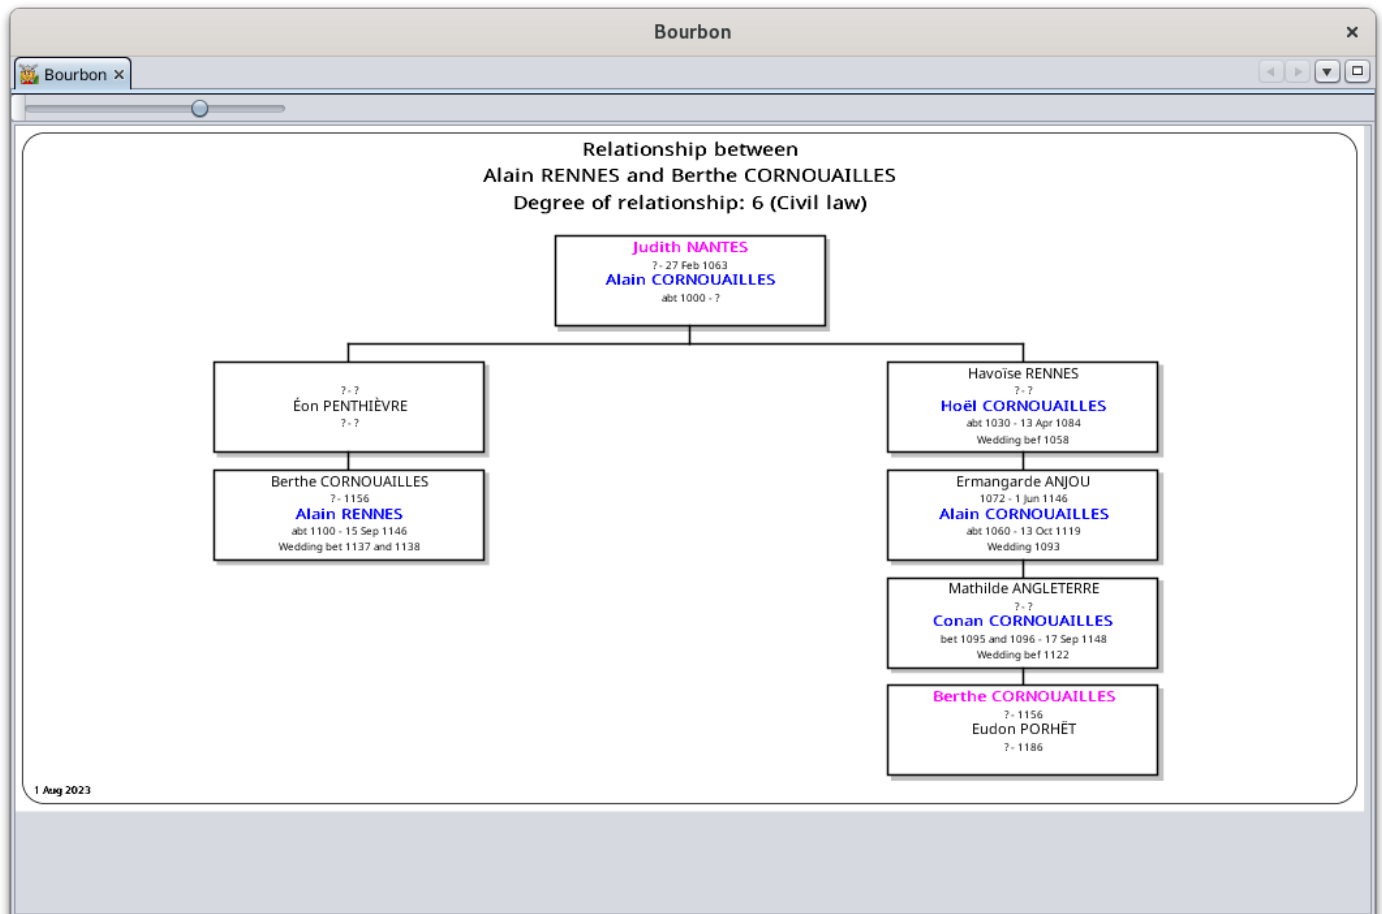 Bourbon
Bourbon
Relationship between
Alain RENNES and Berthe CORNOUAILLES
Degree of relationship: 6 (Civil law)
Judith NANTES
? - 27 Feb 1063
Alain CORNOUAILLES
abt 1000 - ?
? - ?
Éon PENTHIÈVRE
? - ?
Havoïse RENNES
? - ?
Hoël CORNOUAILLES
abt 1030 - 13 Apr 1084
Wedding bef 1058
Berthe CORNOUAILLES
? - 1156
Alain RENNES
abt 1100 - 15 Sep 1146
Wedding bet 1137 and 1138
Ermangarde ANJOU
1072 - 1 Jun 1146
Alain CORNOUAILLES
abt 1060 - 13 Oct 1119
Wedding 1093
Mathilde ANGLETERRE
? - ?
Conan CORNOUAILLES
bet 1095 and 1096 - 17 Sep 1148
Wedding bef 1122
Berthe CORNOUAILLES
? - 1156
Eudon PORHËT
? - 1186
1 Aug 2023